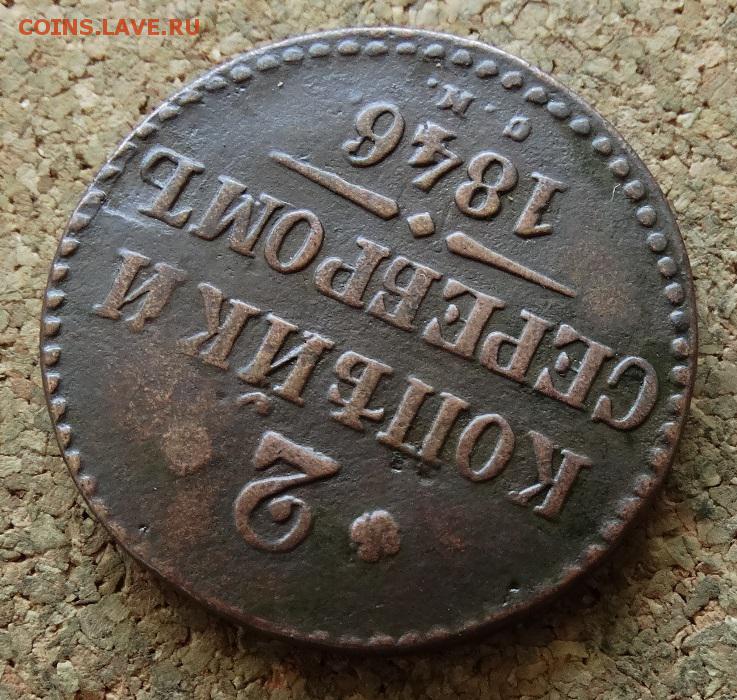 COINS.LAVE.RU
2
КОПѢЙКИ
СЕРЕБРОМЪ
1846
С.М.